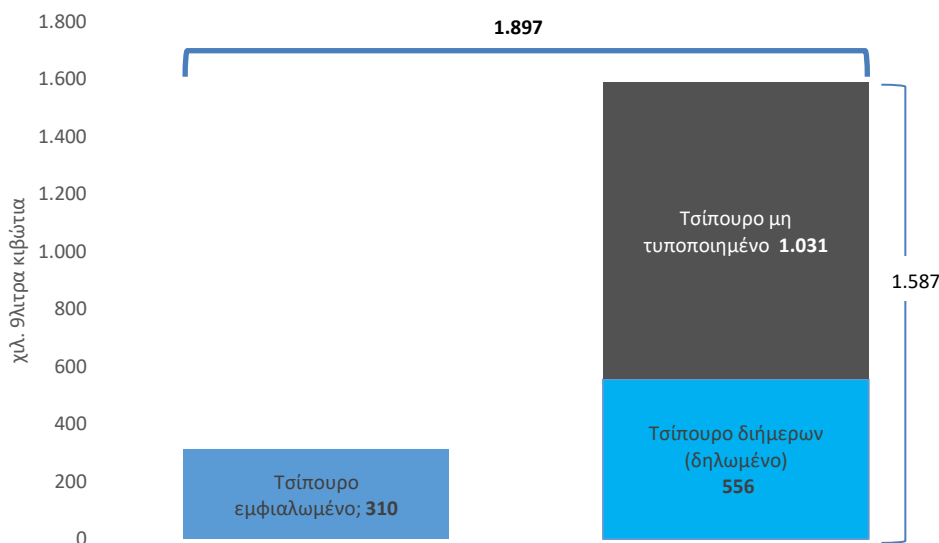 1.800
1.600
1.400
1.200
1.000
800
600
400
200
0
χιλ. 9λιτρα κιβώτια
1.897
Τσίπουρο
εμφιαλωμένο; 310
Τσίπουρο μη
τυποποιημένο 1.031
Τσίπουρο διήμερων
(δηλωμένο)
556
1.587